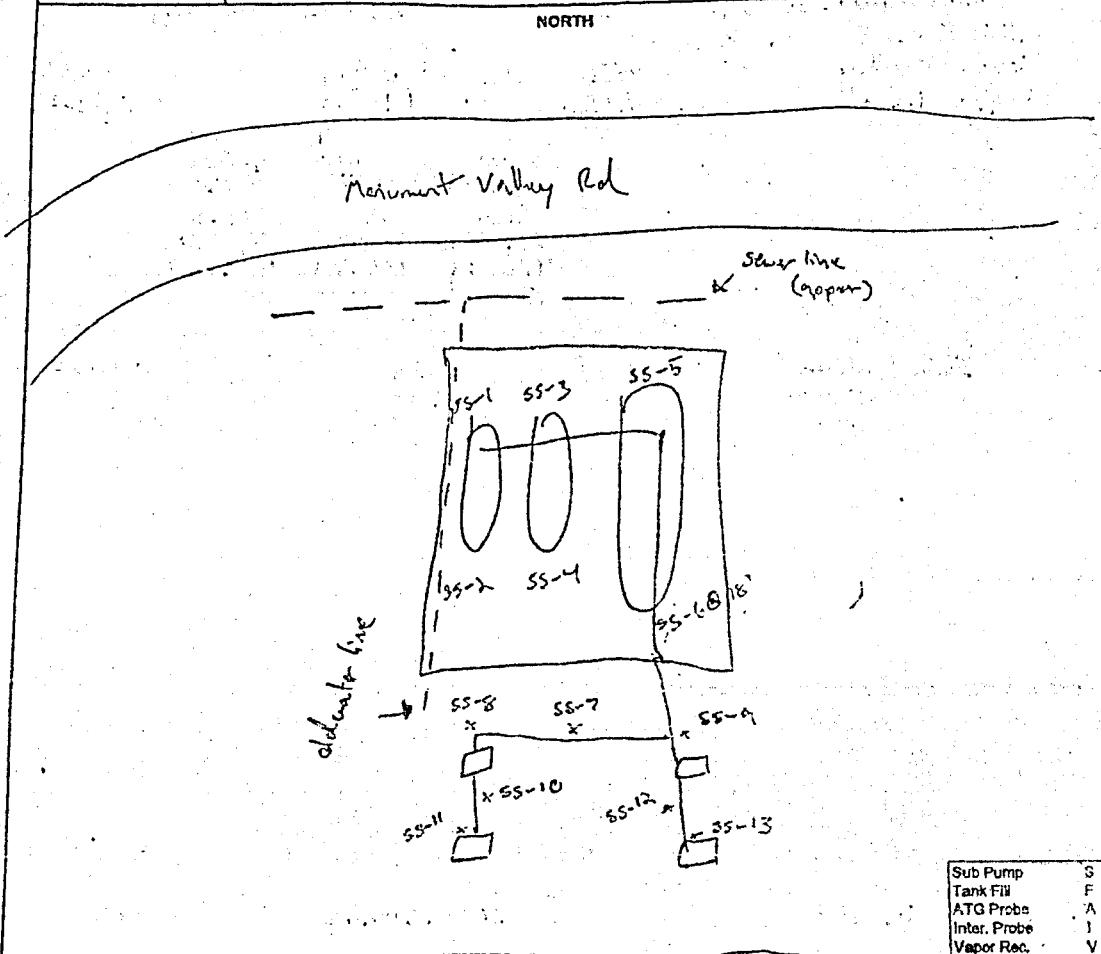 NORTH
Monument Valley Rd
Sewer line
(approx)
SS-1
SS-3
SS-5
SS-2
SS-4
SS-6 @ 18'
line
SS-8
SS-7
SS-9
SS-10
SS-11
SS-12
SS-13
Sub Pump S
Tank Fill F
ATG Probe A
Inter. Probe I
Vapor Rec. V